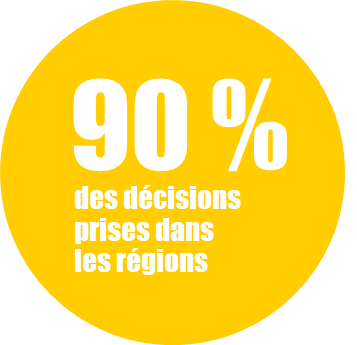 90 %
des décisions
prises dans
les régions